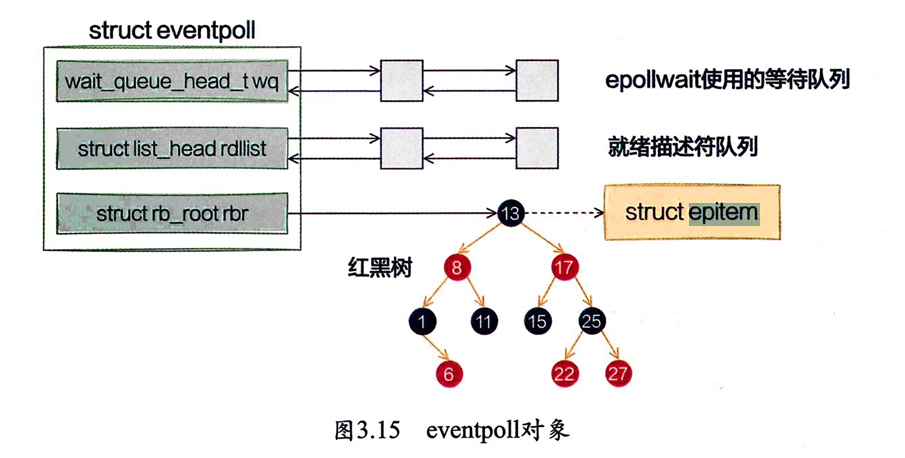 struct eventpoll
wait_queue_head_t wq
epollwait使用的等待队列
struct list_head rdllist
就绪描述符队列
struct rb_root rbr
13
struct epitem
红黑树
8
17
1
11
15
25
6
22
27
图3.15 eventpoll对象